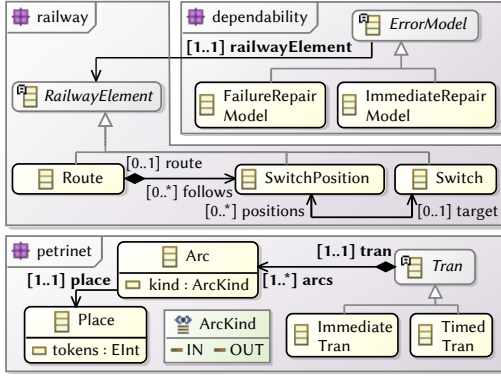 railway
dependability
ErrorModel
[1..1] railwayElement
RailwayElement
FailureRepair
Model
ImmediateRepair
Model
[0..1] route
Route
SwitchPosition
Switch
[0..*] follows
[0..*] positions
[0..1] target
petrinet
Arc
kind : ArcKind
[1..1] tran
Tran
[1..1] place
[1..*] arcs
Place
tokens : EInt
ArcKind
IN OUT
Immediate
Tran
Timed
Tran